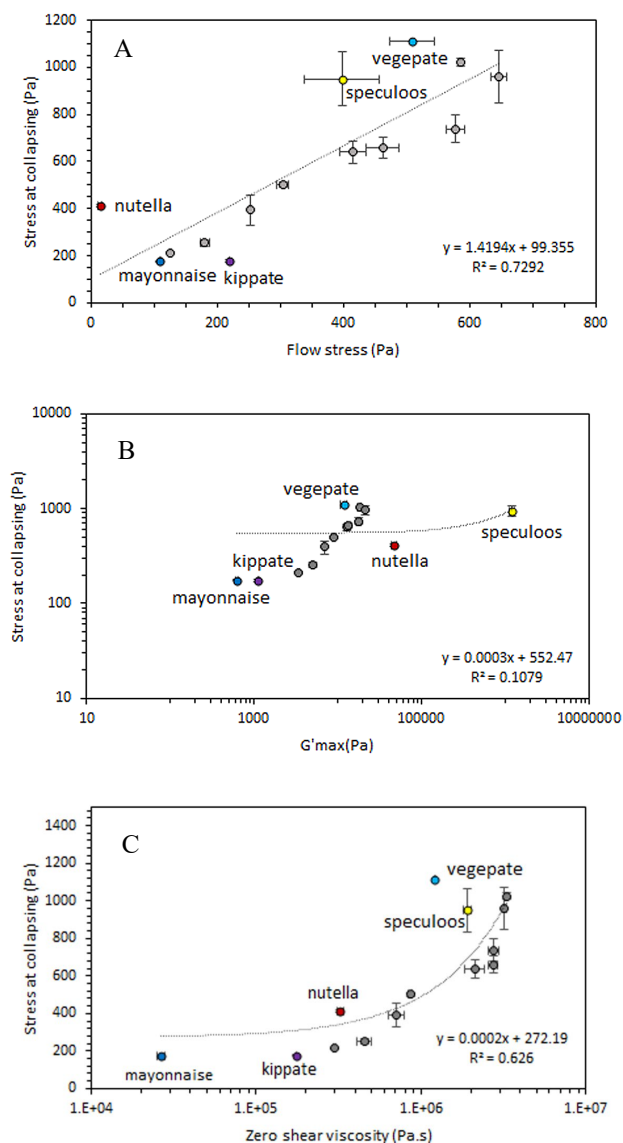 A
Stress at collapsing (Pa)
1200
1000
800
600
400
200
0
vegepate
speculoos
nutella
mayonnaise
kippate
y = 1.4194x + 99.355
R² = 0.7292
0 200 400 600 800
Flow stress (Pa)
B
Stress at collapsing (Pa)
10000
1000
100
10
vegepate
speculoos
nutella
kippate
mayonnaise
y = 0.0003x + 552.47
R² = 0.1079
10 1000 100000 10000000
G'max(Pa)
C
Stress at collapsing (Pa)
1400
1200
1000
800
600
400
200
0
vegepate
speculoos
nutella
mayonnaise
kippate
y = 0.0002x + 272.19
R² = 0.626
1.E+04 1.E+05 1.E+06 1.E+07
Zero shear viscosity (Pa.s)